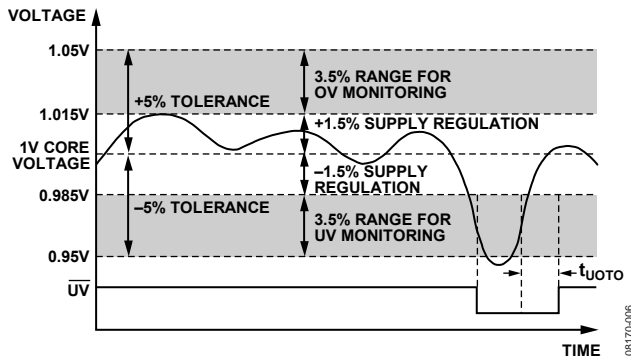 VOLTAGE
1.05V
3.5% RANGE FOR
OV MONITORING
+5% TOLERANCE
1.015V
+1.5% SUPPLY REGULATION
1V CORE
VOLTAGE
–1.5% SUPPLY
REGULATION
0.985V
–5% TOLERANCE
3.5% RANGE FOR
UV MONITORING
0.95V
tUOTO
UV
TIME
08170-006